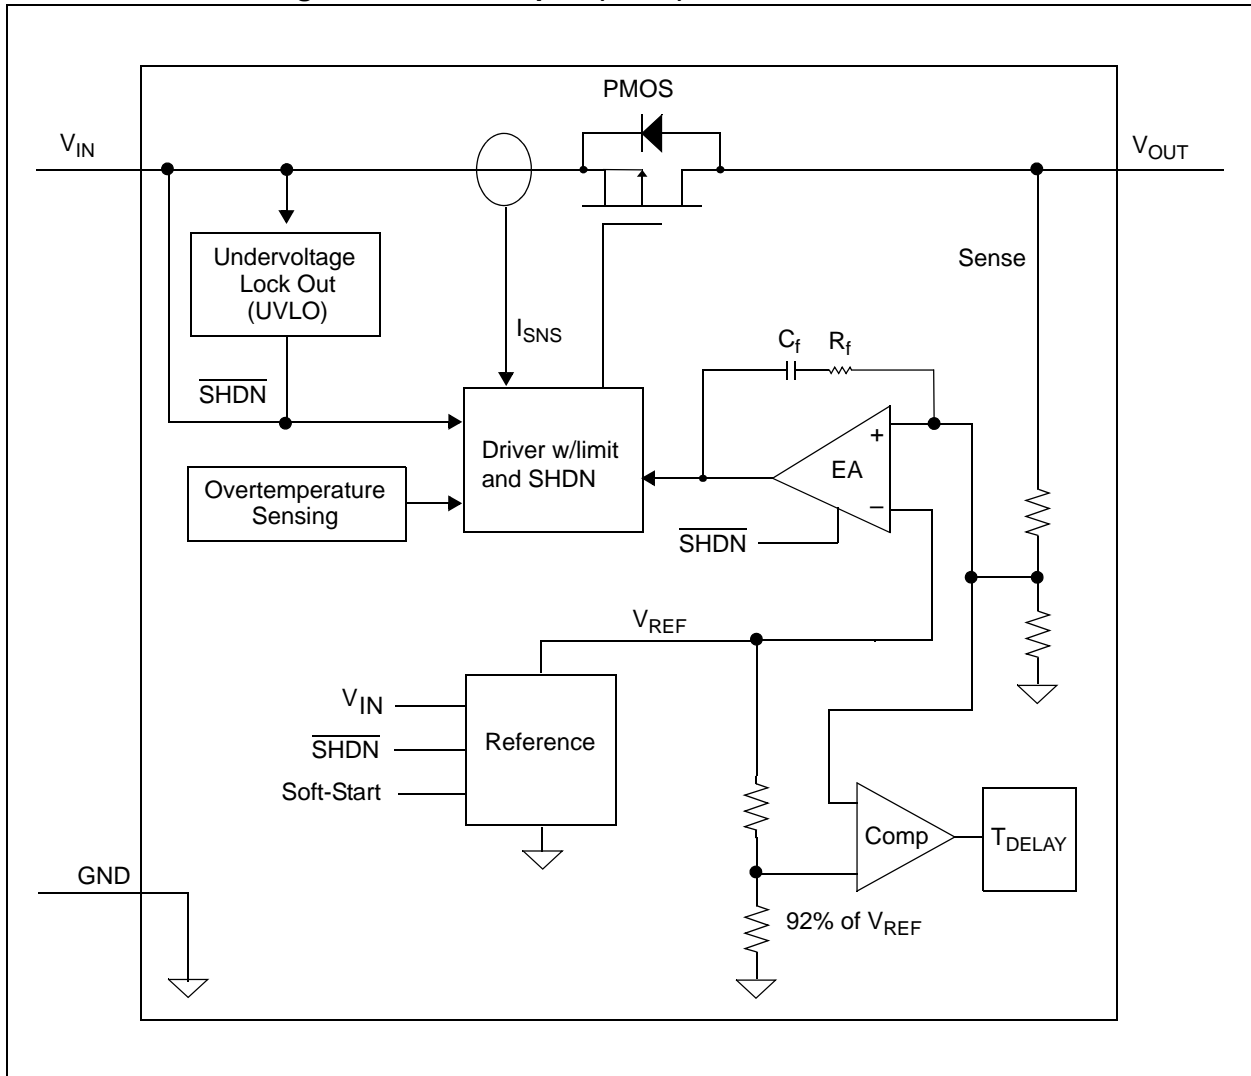 PMOS
V_IN
V_OUT
Undervoltage
Lock Out
(UVLO)
Sense
I_SNS
C_f
R_f
SHDN
Driver w/limit
and SHDN
+
EA
−
Overtemperature
Sensing
SHDN
V_REF
V_IN
SHDN
Soft-Start
Reference
Comp
T_DELAY
GND
92% of V_REF